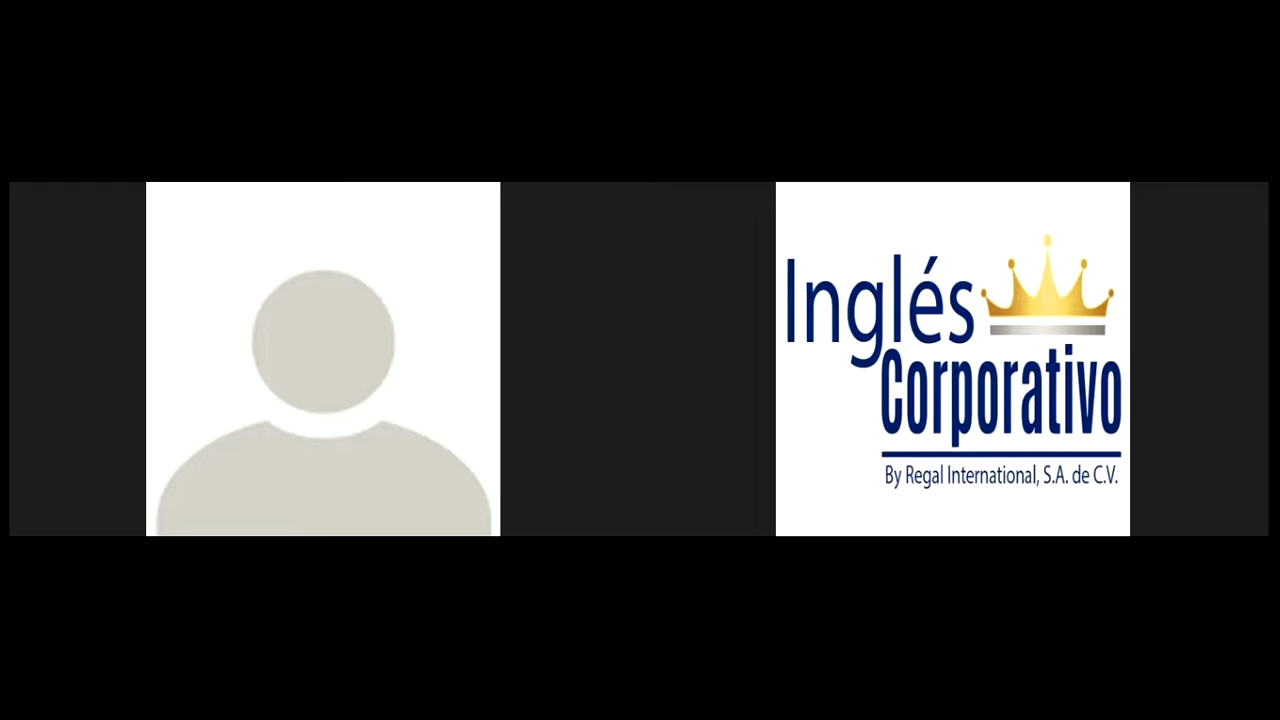 Inglés
Corporativo
By Regal International, S.A. de C.V.